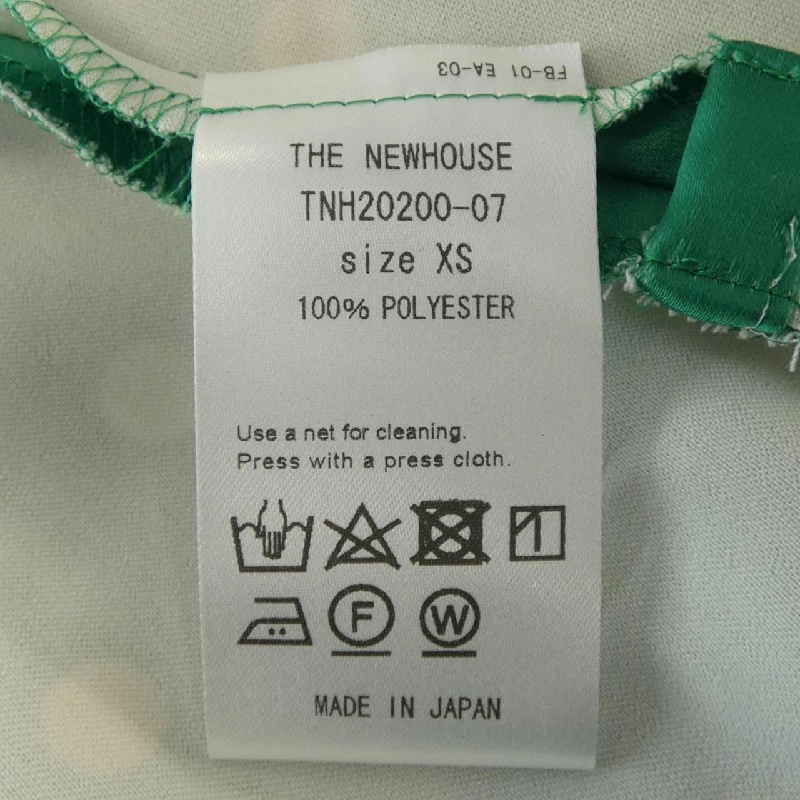 FB-01 EA-03
THE NEWHOUSE
TNH20200-07
size XS
100% POLYESTER
Use a net for cleaning.
Press with a press cloth.
F W
MADE IN JAPAN